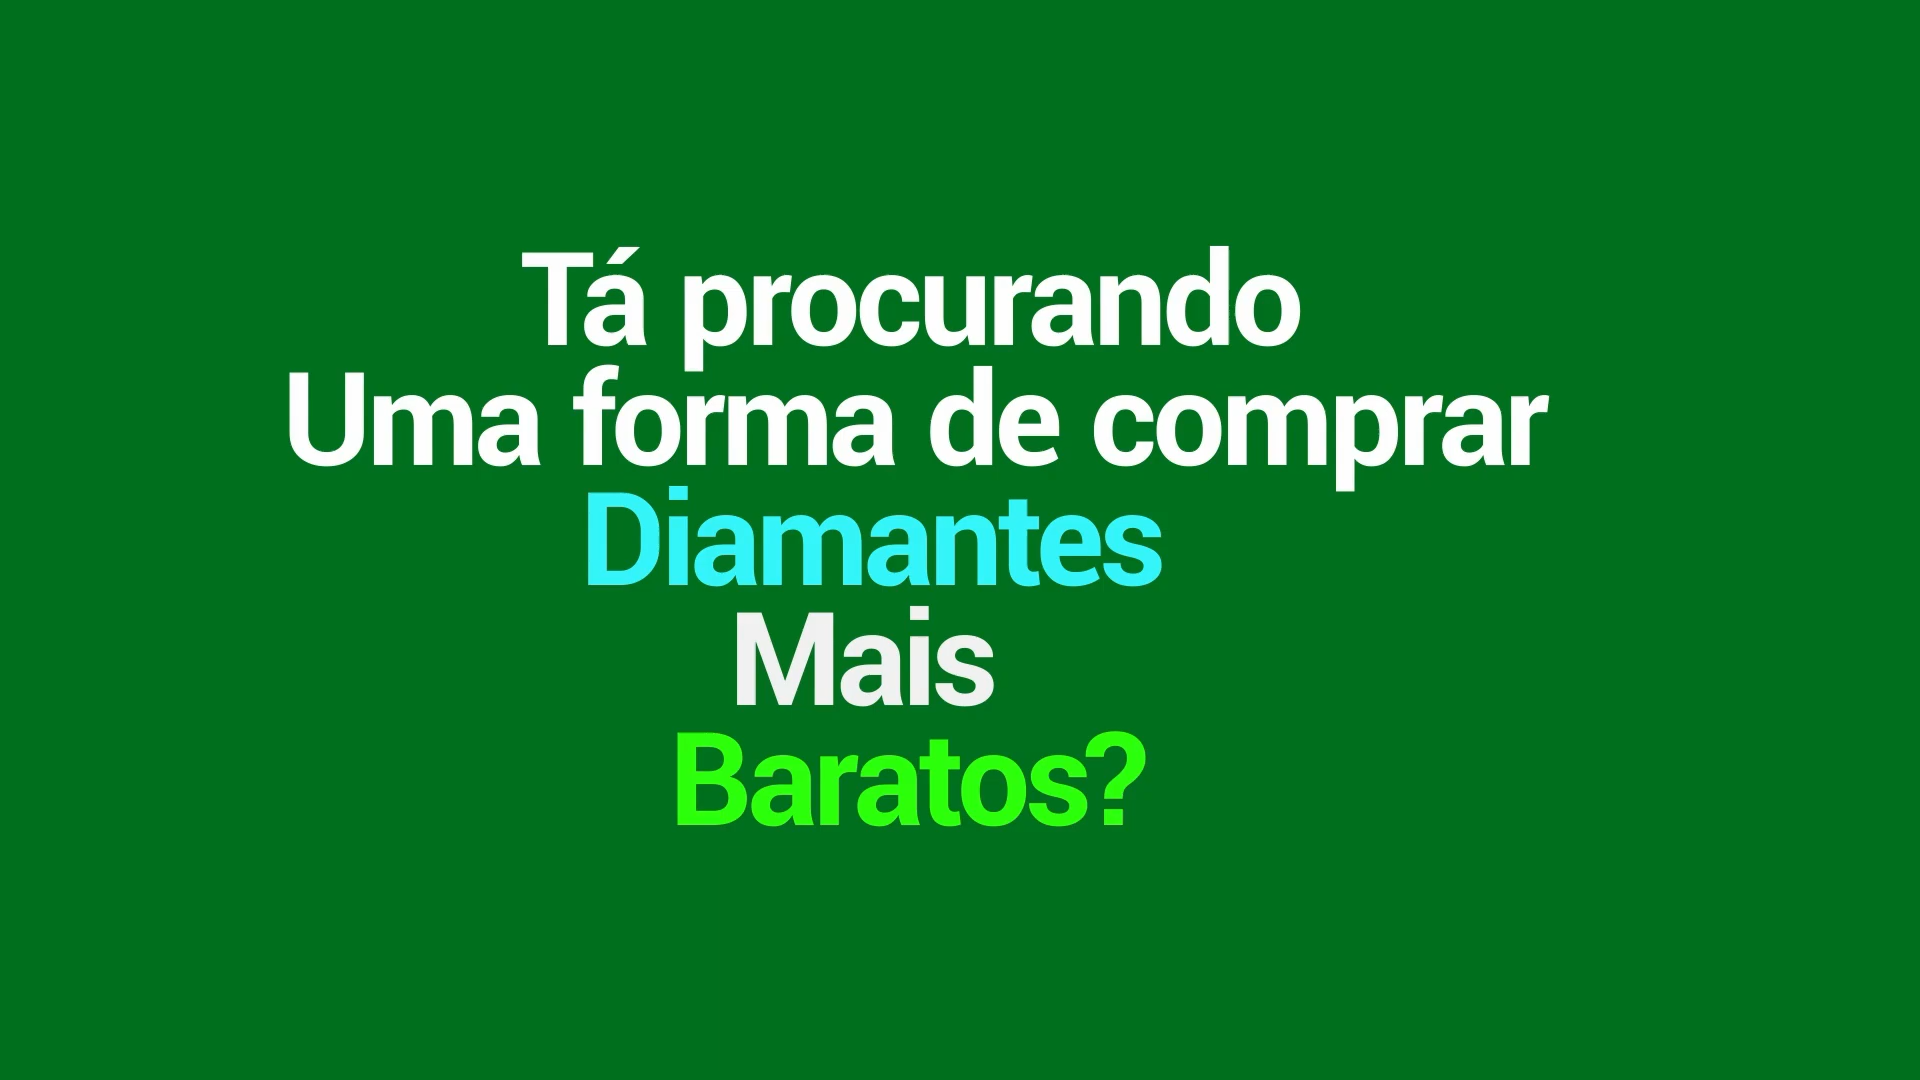 Tá procurando
Uma forma de comprar
Diamantes
Mais
Baratos?